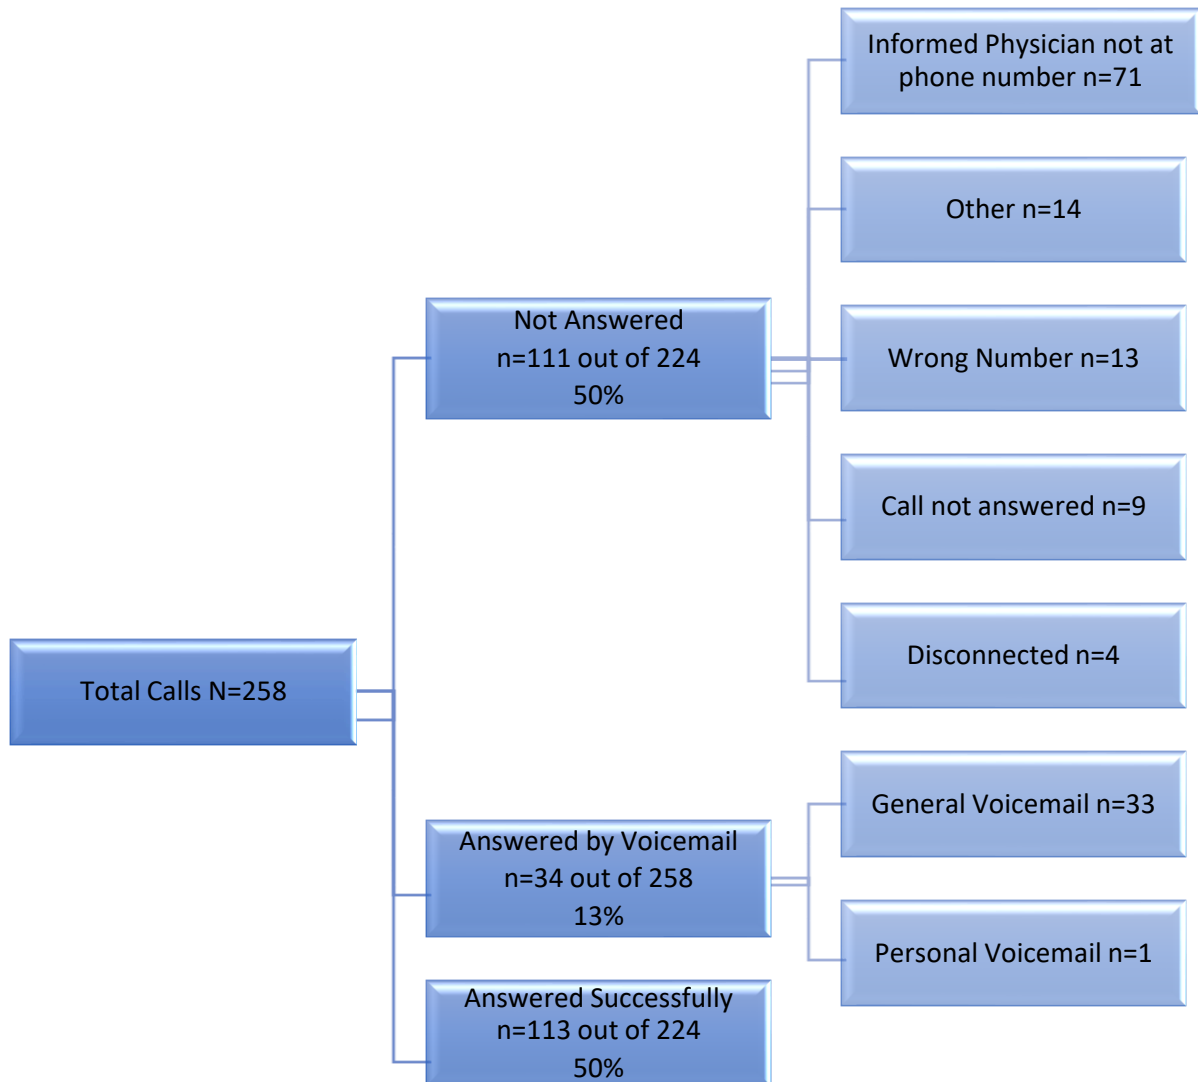 Total Calls N=258
Not Answered
n=111 out of 224
50%
Informed Physician not at
phone number n=71
Other n=14
Wrong Number n=13
Call not answered n=9
Disconnected n=4
Answered by Voicemail
n=34 out of 258
13%
General Voicemail n=33
Personal Voicemail n=1
Answered Successfully
n=113 out of 224
50%